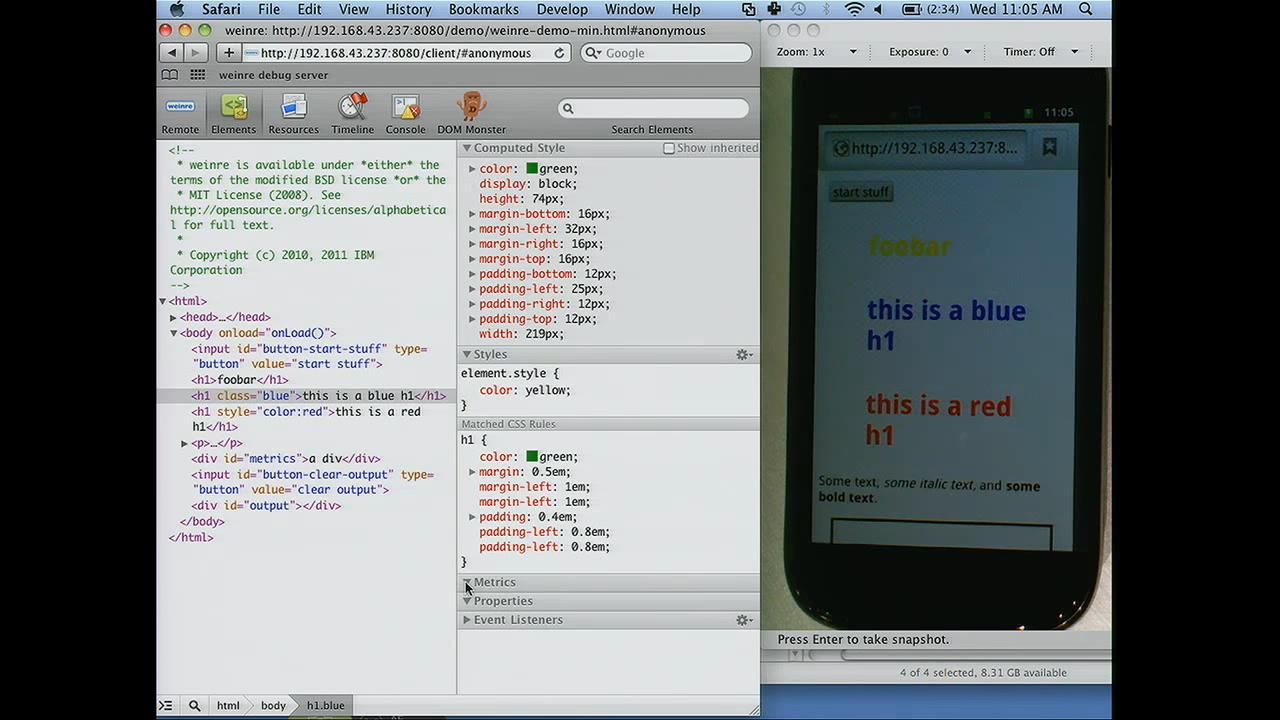 Safari File Edit View History Bookmarks Develop Window Help (2:34) Wed 11:05 AM
weinre: http://192.168.43.237:8080/demo/weinre-demo-min.html#anonymous
http://192.168.43.237:8080/client/#anonymous Google
weinre debug server
weinre
Remote Elements Resources Timeline Console DOM Monster Search Elements
<!--
* weinre is available under *either* the
terms of the modified BSD license *or* the
* MIT License (2008). See
http://opensource.org/licenses/alphabetica
l for full text.
*
* Copyright (c) 2010, 2011 IBM
Corporation
-->
<html>
<head>…</head>
<body onload="onLoad()">
<input id="button-start-stuff" type=
"button" value="start stuff">
<h1>foobar</h1>
<h1 class="blue">this is a blue h1</h1>
<h1 style="color:red">this is a red
h1</h1>
<p>…</p>
<div id="metrics">a div</div>
<input id="button-clear-output" type=
"button" value="clear output">
<div id="output"></div>
</body>
</html>
html body h1.blue
Computed Style Show inherited
color: green;
display: block;
height: 74px;
margin-bottom: 16px;
margin-left: 32px;
margin-right: 16px;
margin-top: 16px;
padding-bottom: 12px;
padding-left: 25px;
padding-right: 12px;
padding-top: 12px;
width: 219px;
Styles
element.style {
color: yellow;
}
Matched CSS Rules
h1 {
color: green;
margin: 0.5em;
margin-left: 1em;
margin-left: 1em;
padding: 0.4em;
padding-left: 0.8em;
padding-left: 0.8em;
}
Metrics
Properties
Event Listeners
Zoom: 1x Exposure: 0 Timer: Off
11:05
http://192.168.43.237:8...
start stuff
foobar
this is a blue
h1
this is a red
h1
Some text, some italic text, and some
bold text.
Press Enter to take snapshot.
4 of 4 selected, 8.31 GB available